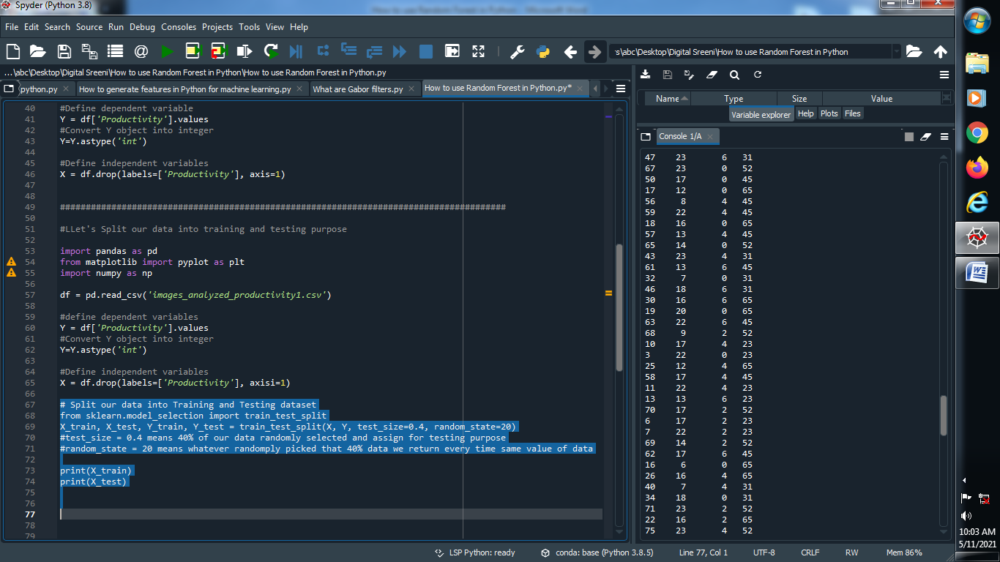 Spyder (Python 3.8)
How to use Random Forest in Python - Microsoft Word
File Edit Search Source Run Debug Consoles Projects Tools View Help
s\abc\Desktop\Digital Sreeni\How to use Random Forest in Python
...\abc\Desktop\Digital Sreeni\How to use Random Forest in Python\How to use Random Forest in Python.py
python.py How to generate features in Python for machine learning.py What are Gabor filters.py How to use Random Forest in Python.py*
40 #Define dependent variable
41 Y = df['Productivity'].values
42 #Convert Y object into integer
43 Y=Y.astype('int')
44
45 #Define independent variables
46 X = df.drop(labels=['Productivity'], axis=1)
47
48
49 #######################################################################################
50
51 #LLet's Split our data into training and testing purpose
52
53 import pandas as pd
54 from matplotlib import pyplot as plt
55 import numpy as np
56
57 df = pd.read_csv('images_analyzed_productivity1.csv')
58
59 #define dependent variables
60 Y = df['Productivity'].values
61 #Convert Y object into integer
62 Y=Y.astype('int')
63
64 #Define independent variables
65 X = df.drop(labels=['Productivity'], axisi=1)
66
67 # Split our data into Training and Testing dataset
68 from sklearn.model_selection import train_test_split
69 X_train, X_test, Y_train, Y_test = train_test_split(X, Y, test_size=0.4, random_state=20)
70 #test_size = 0.4 means 40% of our data randomly selected and assign for testing purpose
71 #random_state = 20 means whatever randomply picked that 40% data we return every time same value of data
72
73 print(X_train)
74 print(X_test)
75
76
77
78
79
Name Type Size Value
Variable explorer Help Plots Files
Console 1/A
47 23 6 31
67 23 0 52
50 17 0 45
17 12 0 65
56 8 4 45
59 22 4 45
18 16 0 65
57 13 4 45
65 14 0 52
43 23 4 31
61 13 6 45
32 7 0 31
46 18 6 31
30 16 6 65
19 20 0 65
63 22 6 45
68 9 2 52
10 17 4 23
3 22 0 23
25 12 4 65
58 17 4 45
11 22 4 23
13 13 6 23
70 17 2 52
6 17 2 23
7 22 2 23
69 14 2 52
62 17 6 45
16 6 0 65
26 16 4 65
40 7 4 31
34 18 0 31
71 23 2 52
22 16 2 65
75 23 4 52
LSP Python: ready conda: base (Python 3.8.5) Line 77, Col 1 UTF-8 CRLF RW Mem 86%
10:03 AM
5/11/2021